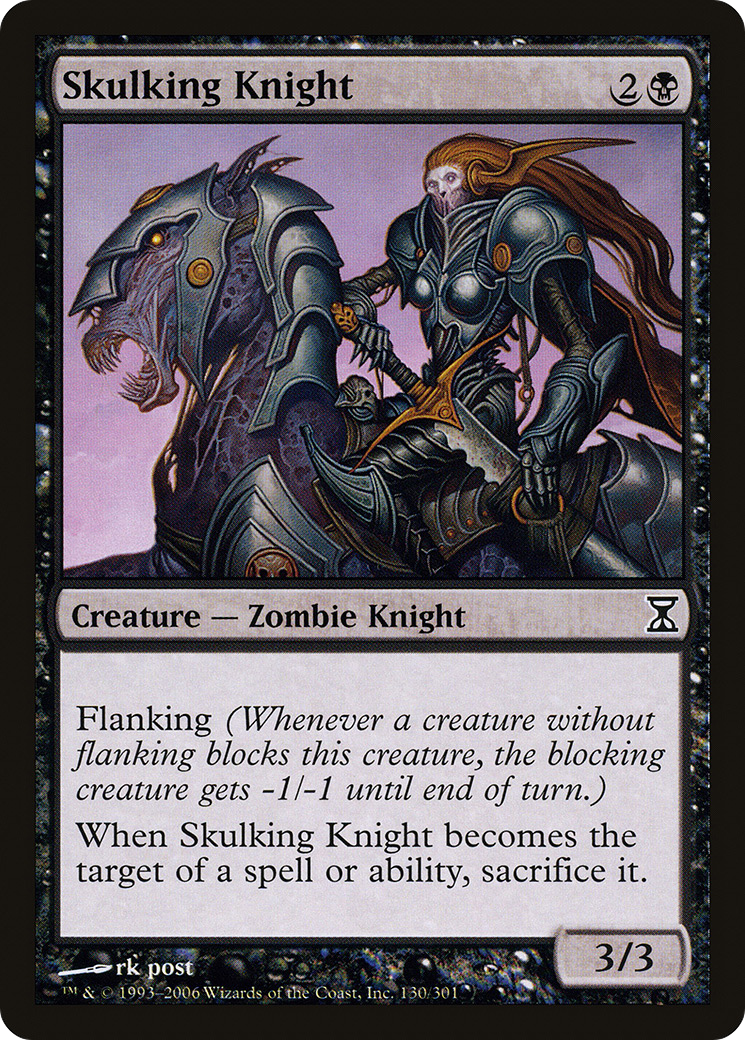 Skulking Knight 2
Creature — Zombie Knight
Flanking (Whenever a creature without
flanking blocks this creature, the blocking
creature gets -1/-1 until end of turn.)
When Skulking Knight becomes the
target of a spell or ability, sacrifice it.
3/3
rk post
™ & © 1993–2006 Wizards of the Coast, Inc. 130/301